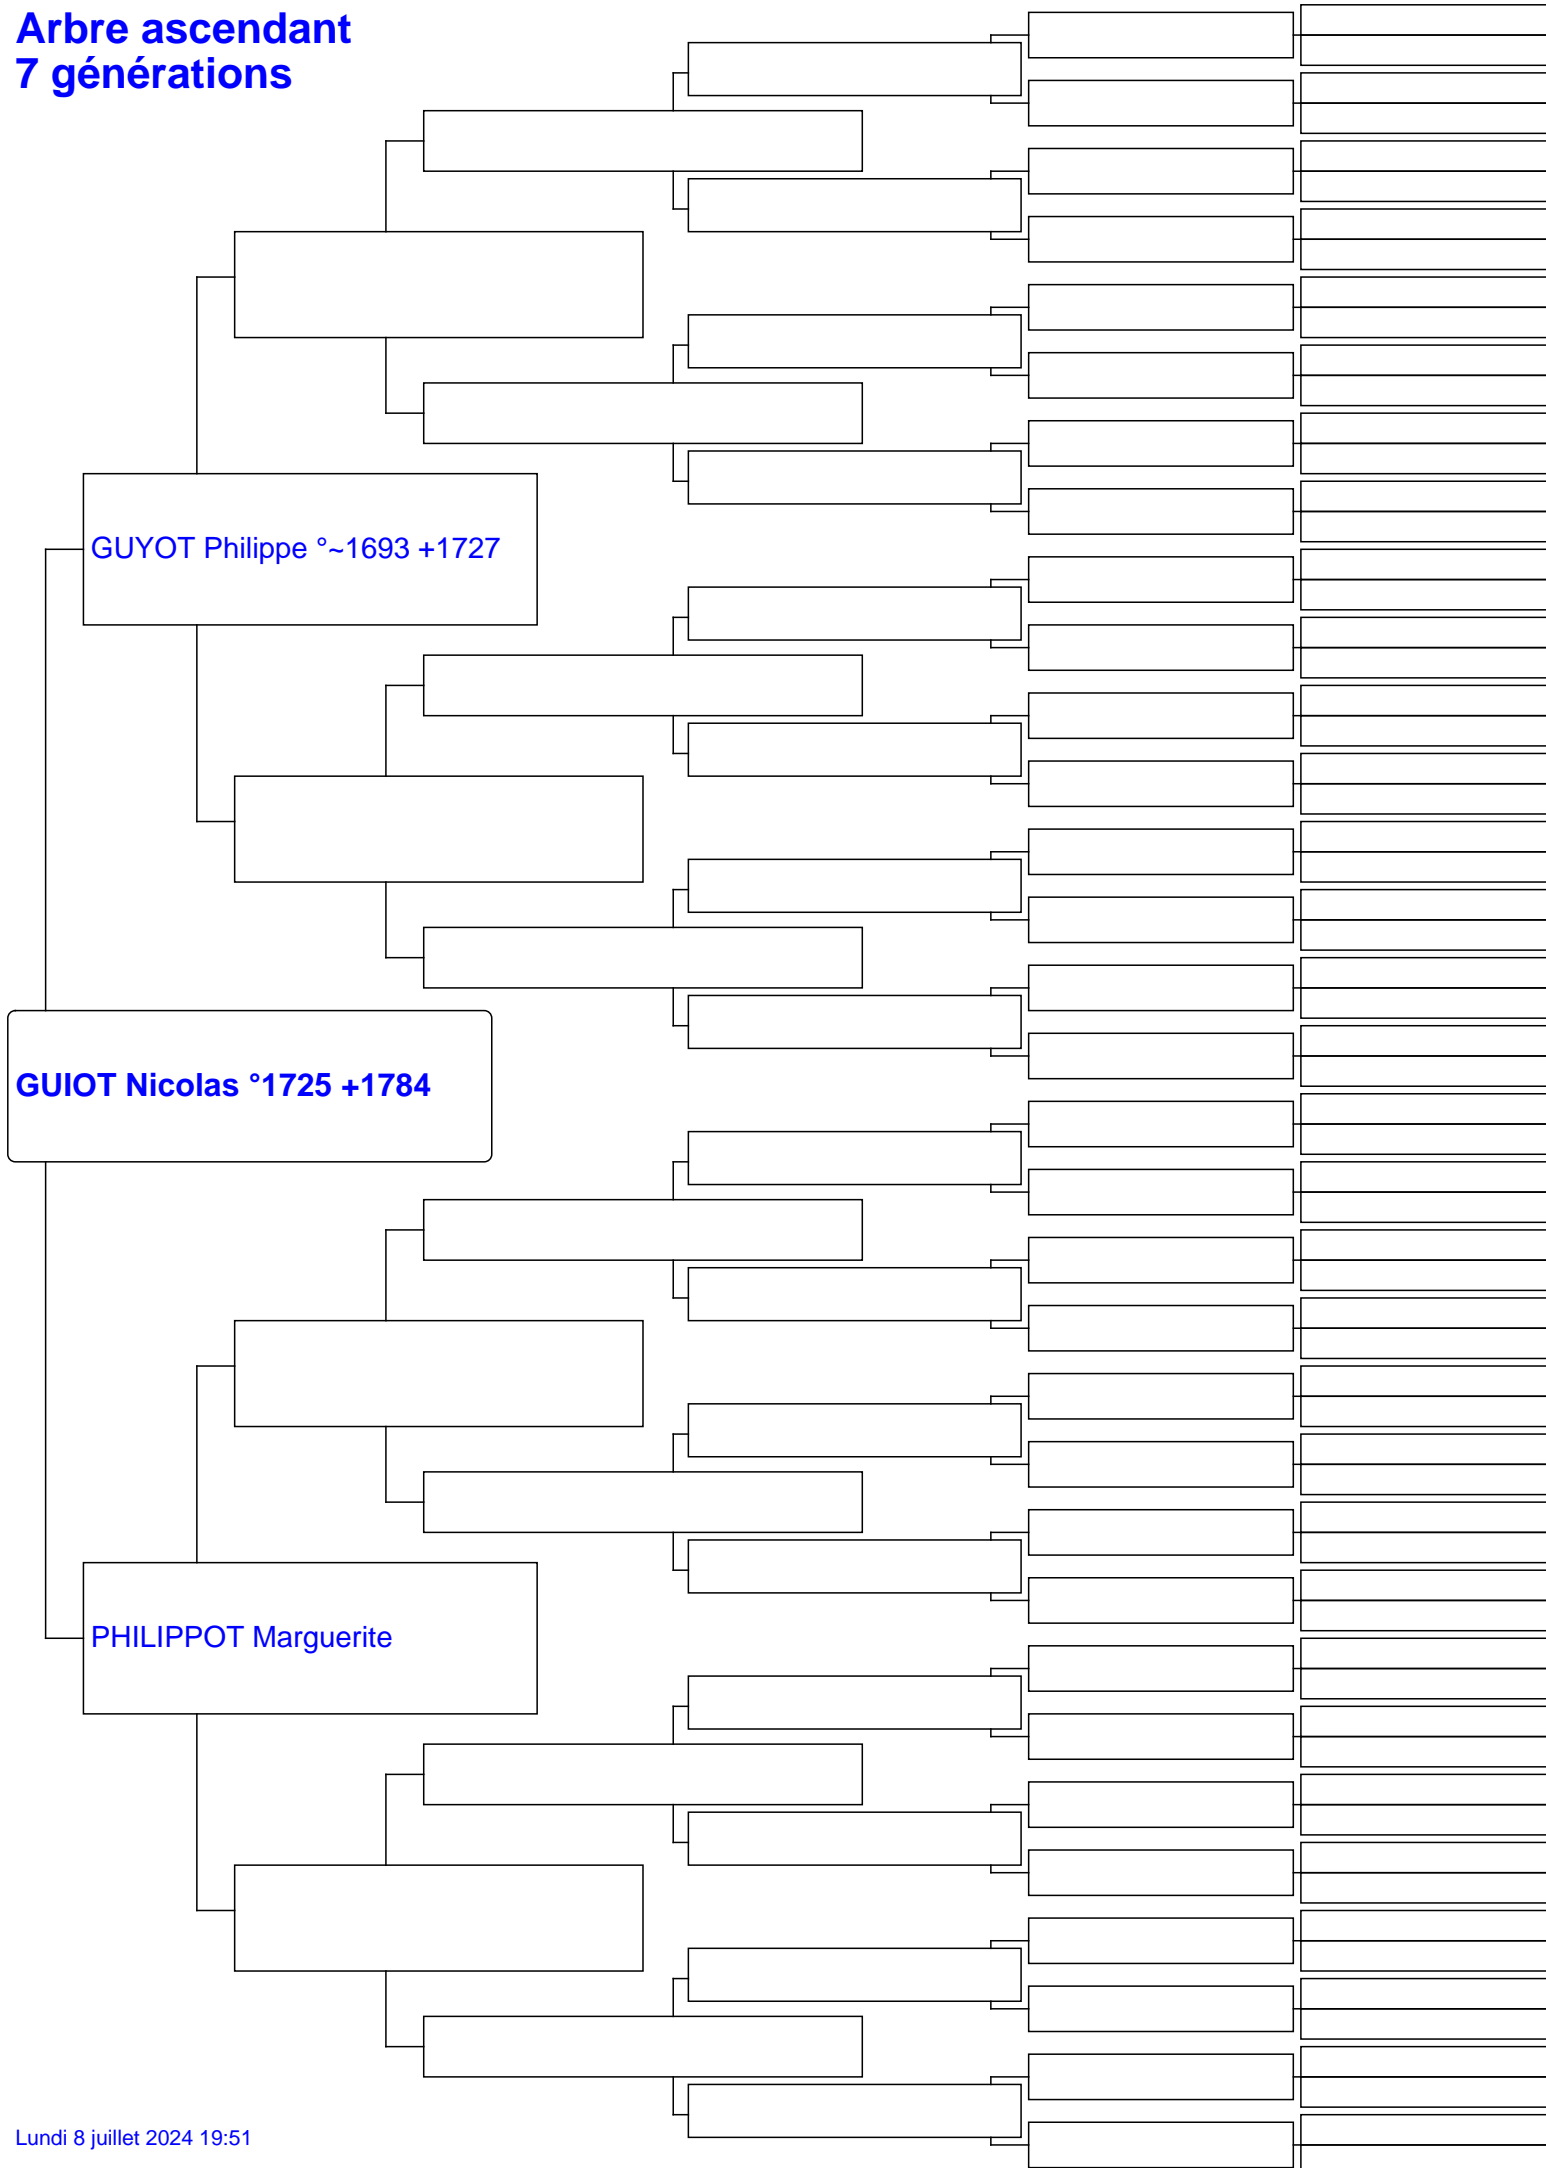 Arbre ascendant
7 générations
GUYOT Philippe °~1693 +1727
GUIOT Nicolas °1725 +1784
PHILIPPOT Marguerite
Lundi 8 juillet 2024 19:51